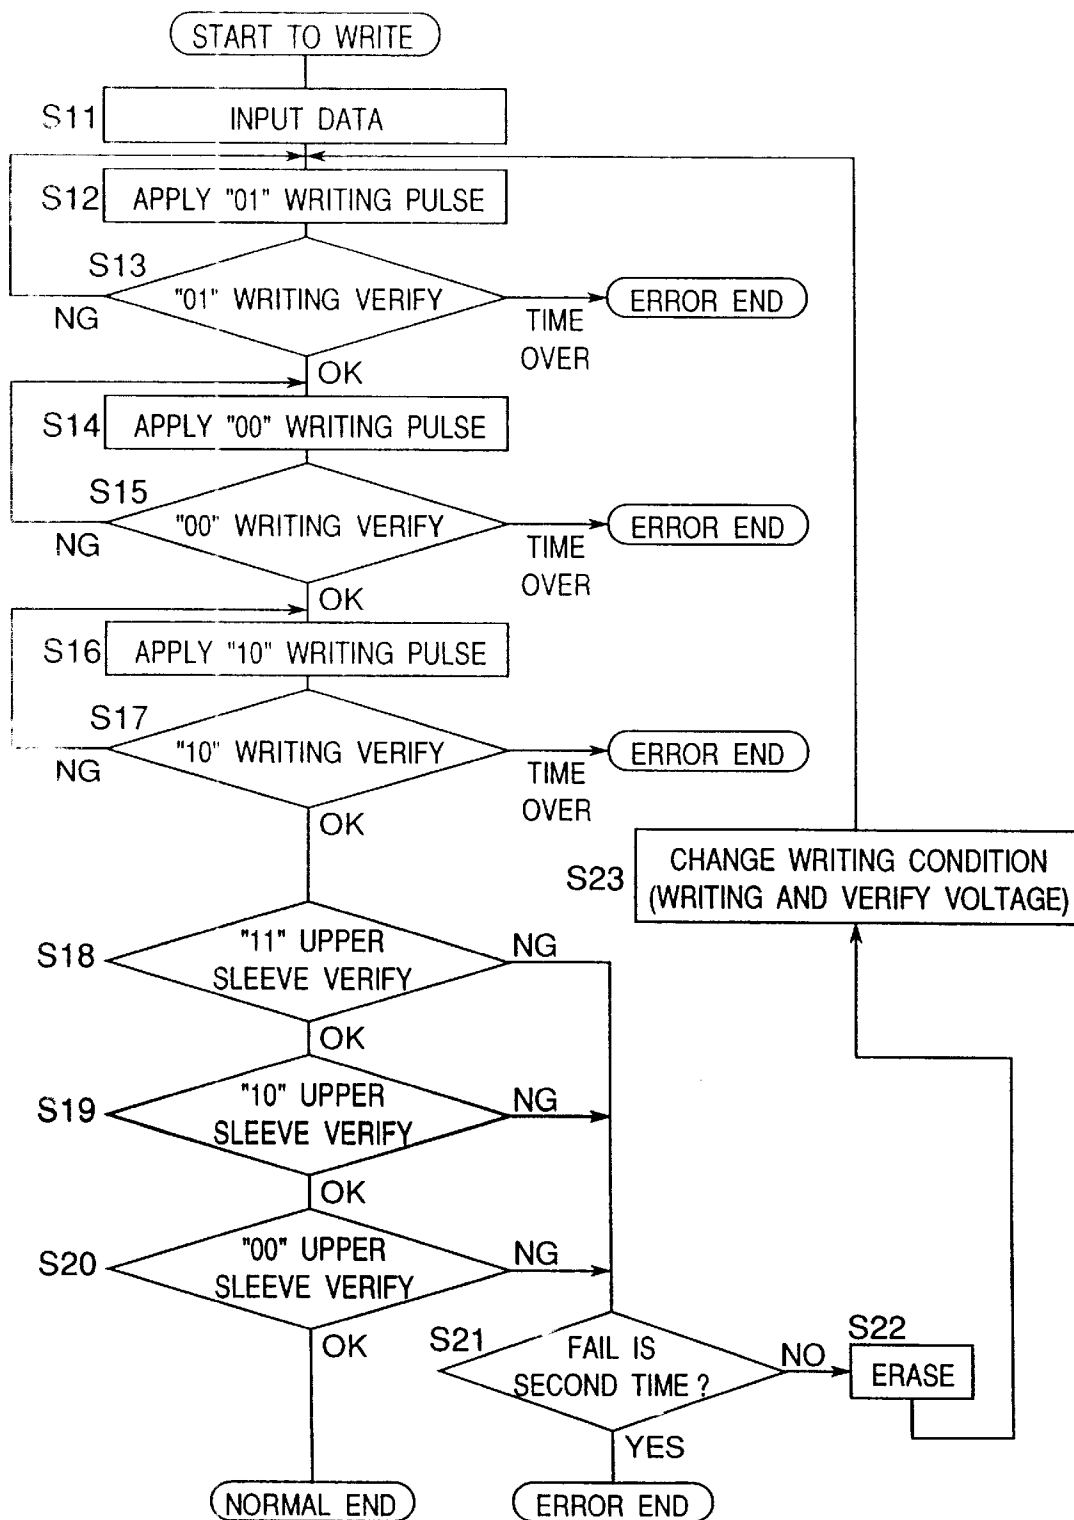 START TO WRITE
S11
INPUT DATA
S12
APPLY "01" WRITING PULSE
S13
"01" WRITING VERIFY
ERROR END
NG
TIME
OVER
OK
S14
APPLY "00" WRITING PULSE
S15
"00" WRITING VERIFY
ERROR END
NG
TIME
OVER
OK
S16
APPLY "10" WRITING PULSE
S17
"10" WRITING VERIFY
ERROR END
NG
TIME
OVER
OK
S23
CHANGE WRITING CONDITION
(WRITING AND VERIFY VOLTAGE)
S18
"11" UPPER
SLEEVE VERIFY
NG
OK
S19
"10" UPPER
SLEEVE VERIFY
NG
OK
S20
"00" UPPER
SLEEVE VERIFY
NG
OK
S21
FAIL IS
SECOND TIME?
NO
S22
ERASE
YES
NORMAL END
ERROR END